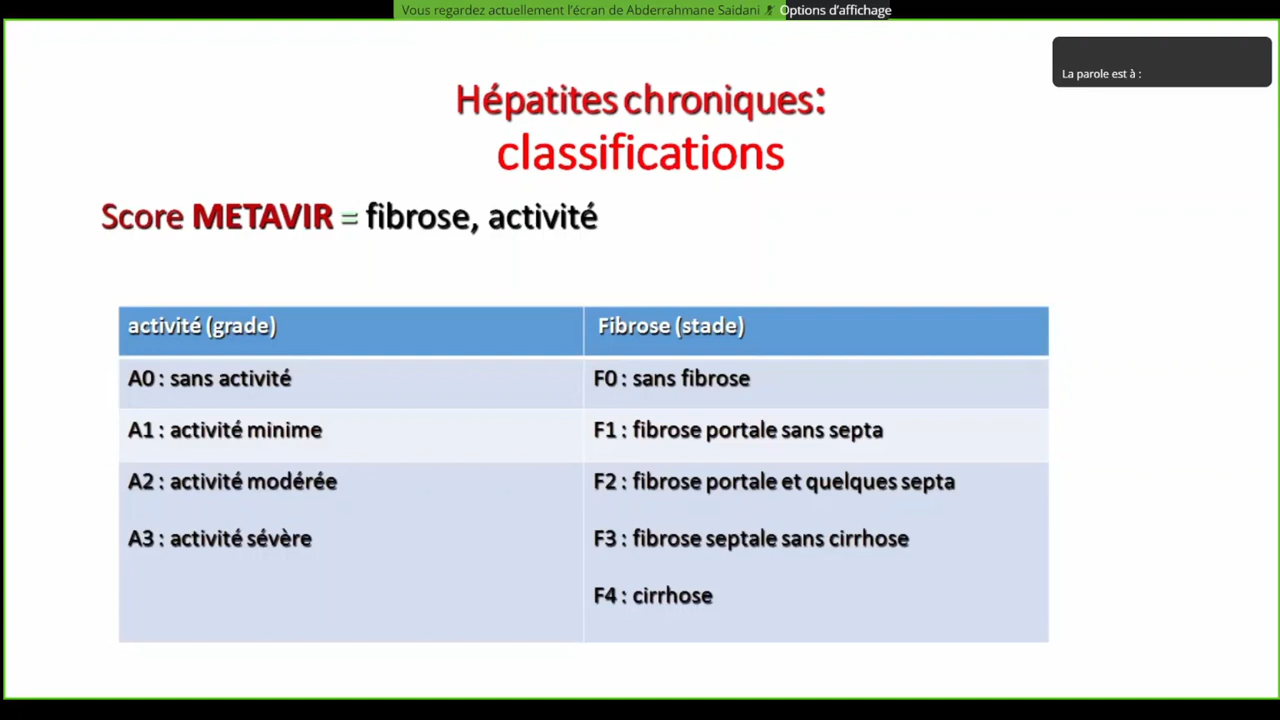 Vous regardez actuellement l'écran de Abderrahmane Saidani Options d'affichage
La parole est à :
Hépatites chroniques:
classifications
Score METAVIR = fibrose, activité
activité (grade) Fibrose (stade)
A0 : sans activité F0 : sans fibrose
A1 : activité minime F1 : fibrose portale sans septa
A2 : activité modérée F2 : fibrose portale et quelques septa
A3 : activité sévère F3 : fibrose septale sans cirrhose
F4 : cirrhose